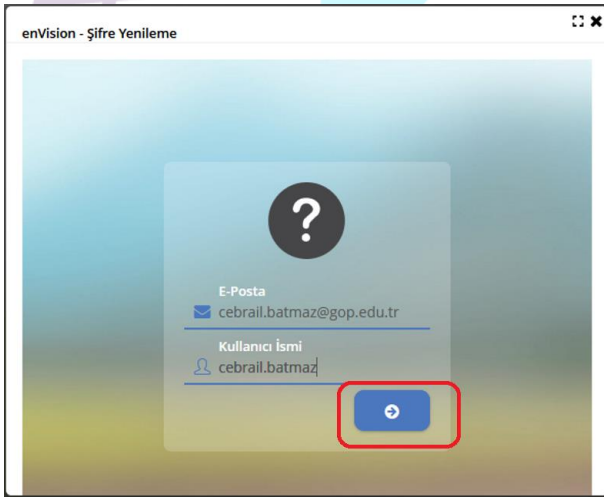 enVision - Şifre Yenileme
?
E-Posta
cebrail.batmaz@gop.edu.tr
Kullanıcı İsmi
cebrail.batmaz